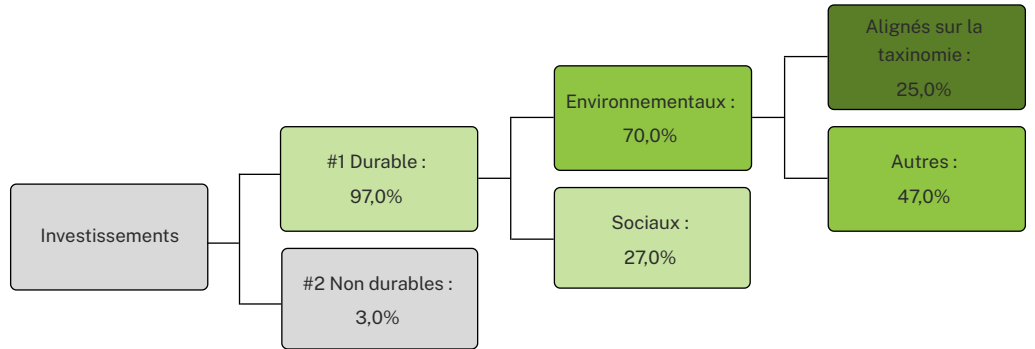 Investissements
#1 Durable :
97,0%
#2 Non durables :
3,0%
Environnementaux :
70,0%
Sociaux :
27,0%
Alignés sur la
taxinomie :
25,0%
Autres :
47,0%